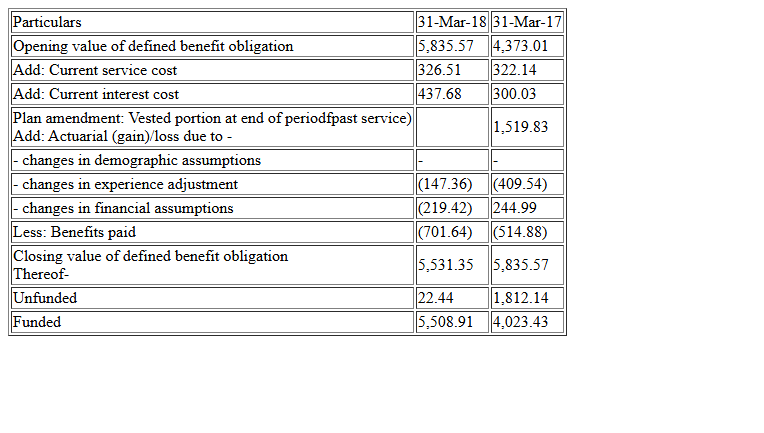 Particulars 31-Mar-18 31-Mar-17
Opening value of defined benefit obligation 5,835.57 4,373.01
Add: Current service cost 326.51 322.14
Add: Current interest cost 437.68 300.03
Plan amendment: Vested portion at end of periodfpast service)
Add: Actuarial (gain)/loss due to - 1,519.83
- changes in demographic assumptions - -
- changes in experience adjustment (147.36) (409.54)
- changes in financial assumptions (219.42) 244.99
Less: Benefits paid (701.64) (514.88)
Closing value of defined benefit obligation
Thereof- 5,531.35 5,835.57
Unfunded 22.44 1,812.14
Funded 5,508.91 4,023.43